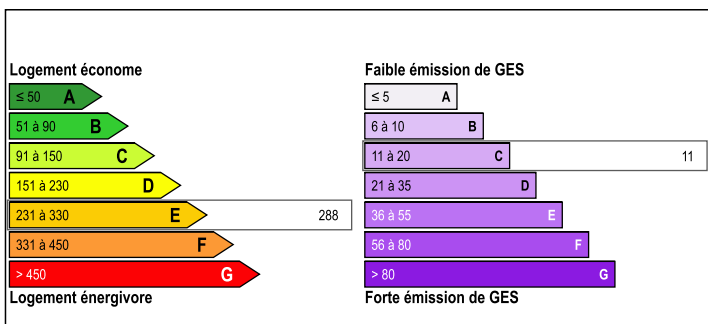 Logement économe
≤ 50 A
51 à 90 B
91 à 150 C
151 à 230 D
231 à 330 E 288
331 à 450 F
> 450 G
Logement énergivore
Faible émission de GES
≤ 5 A
6 à 10 B
11 à 20 C 11
21 à 35 D
36 à 55 E
56 à 80 F
> 80 G
Forte émission de GES